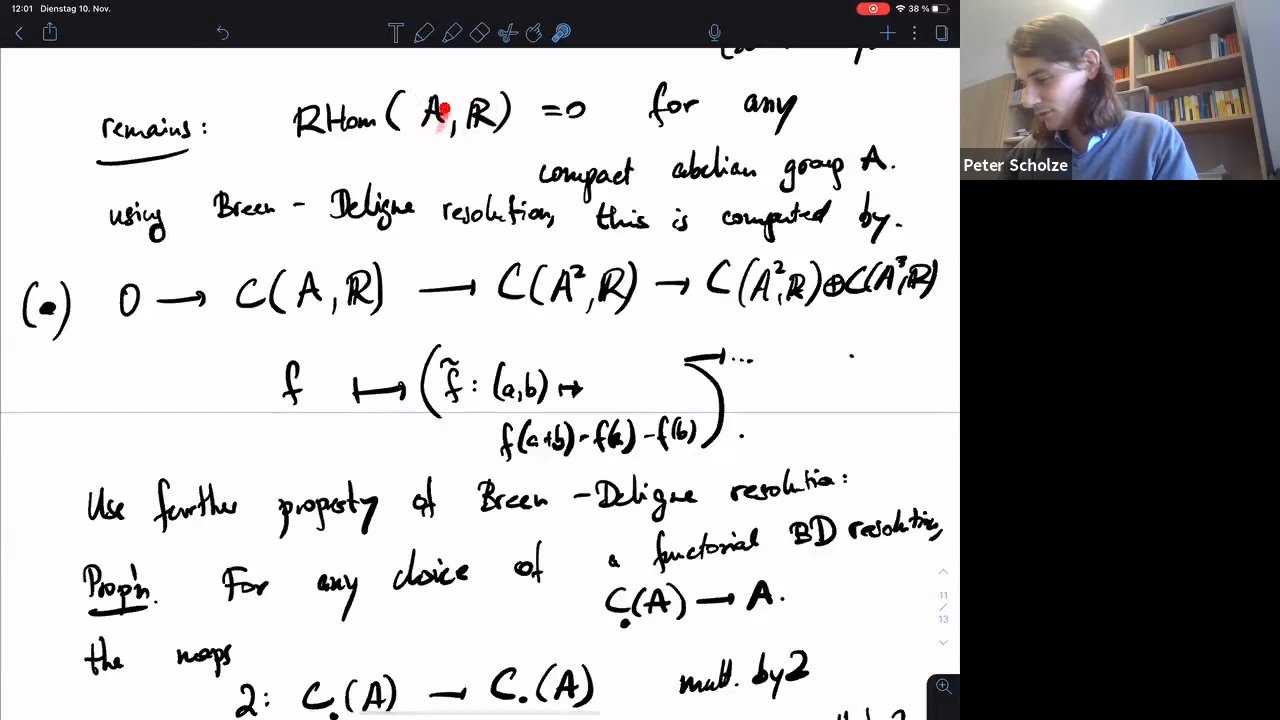 12:01 Dienstag 10. Nov.
38 %
remains: RHom( A, ℝ) = 0 for any
compact abelian group A.
using Breen - Deligne resolution, this is computed by.
0 → C(A, ℝ) → C(A², ℝ) → C(A², ℝ) ⊕ C(A³, ℝ)
f ↦ ( f̃ : (a,b) ↦ f(a+b) - f(a) - f(b) ) ↦ ...
Use further property of Breen - Deligne resolution:
Prop'n. For any choice of a functorial BD resolution,
C.(A) → A.
the maps
2: C.(A) → C.(A) mult. by 2
Peter Scholze
11
/
13